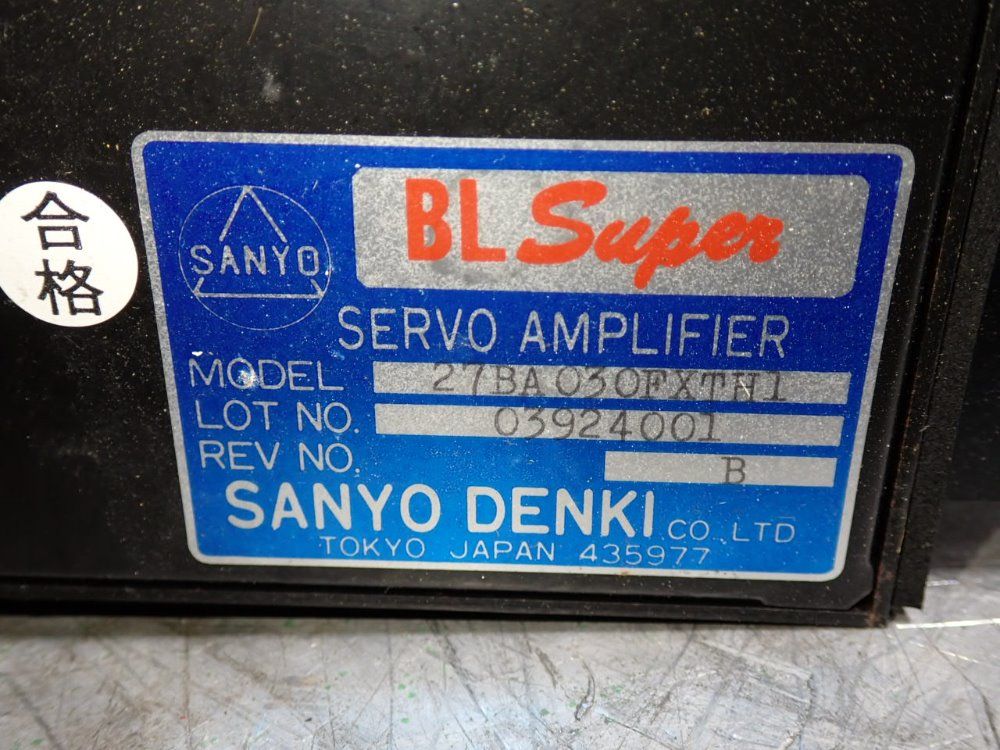 合格
SANYO
BL Super
SERVO AMPLIFIER
MODEL 27BA030FXTH1
LOT NO. 03924001
REV NO. B
SANYO DENKI CO., LTD
TOKYO JAPAN 435977